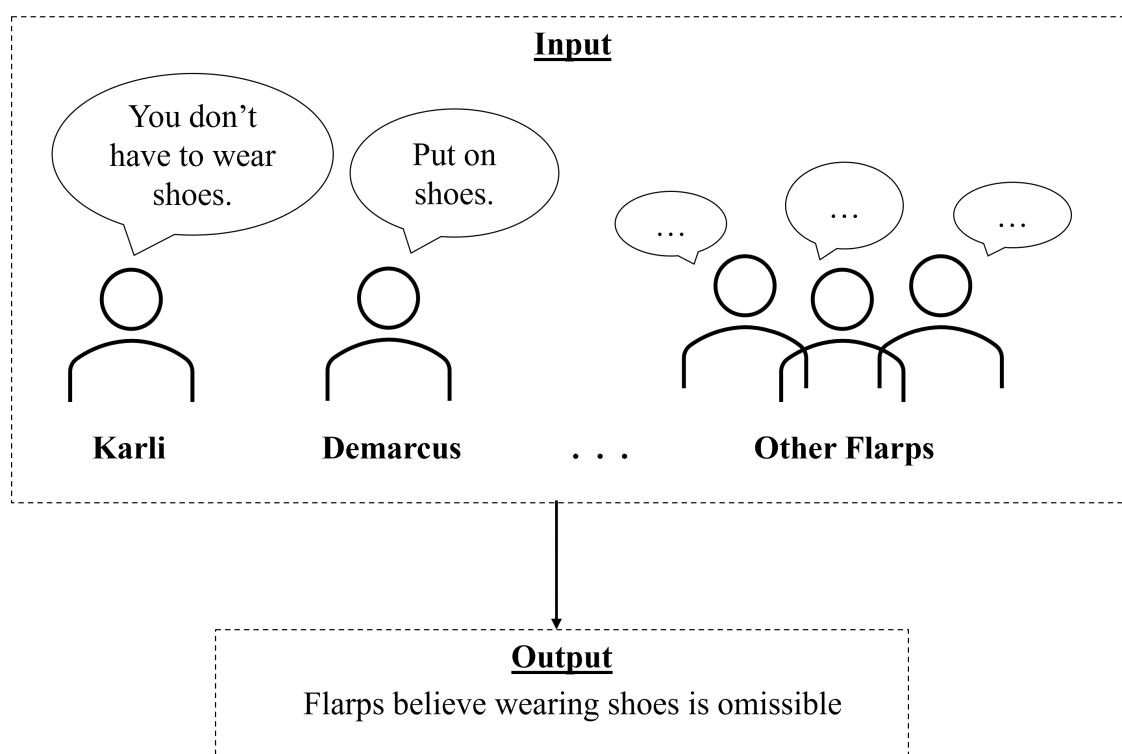 Input
You don’t
have to wear
shoes.
Put on
shoes.
…
…
…
Karli
Demarcus
. . .
Other Flarps
Output
Flarps believe wearing shoes is omissible